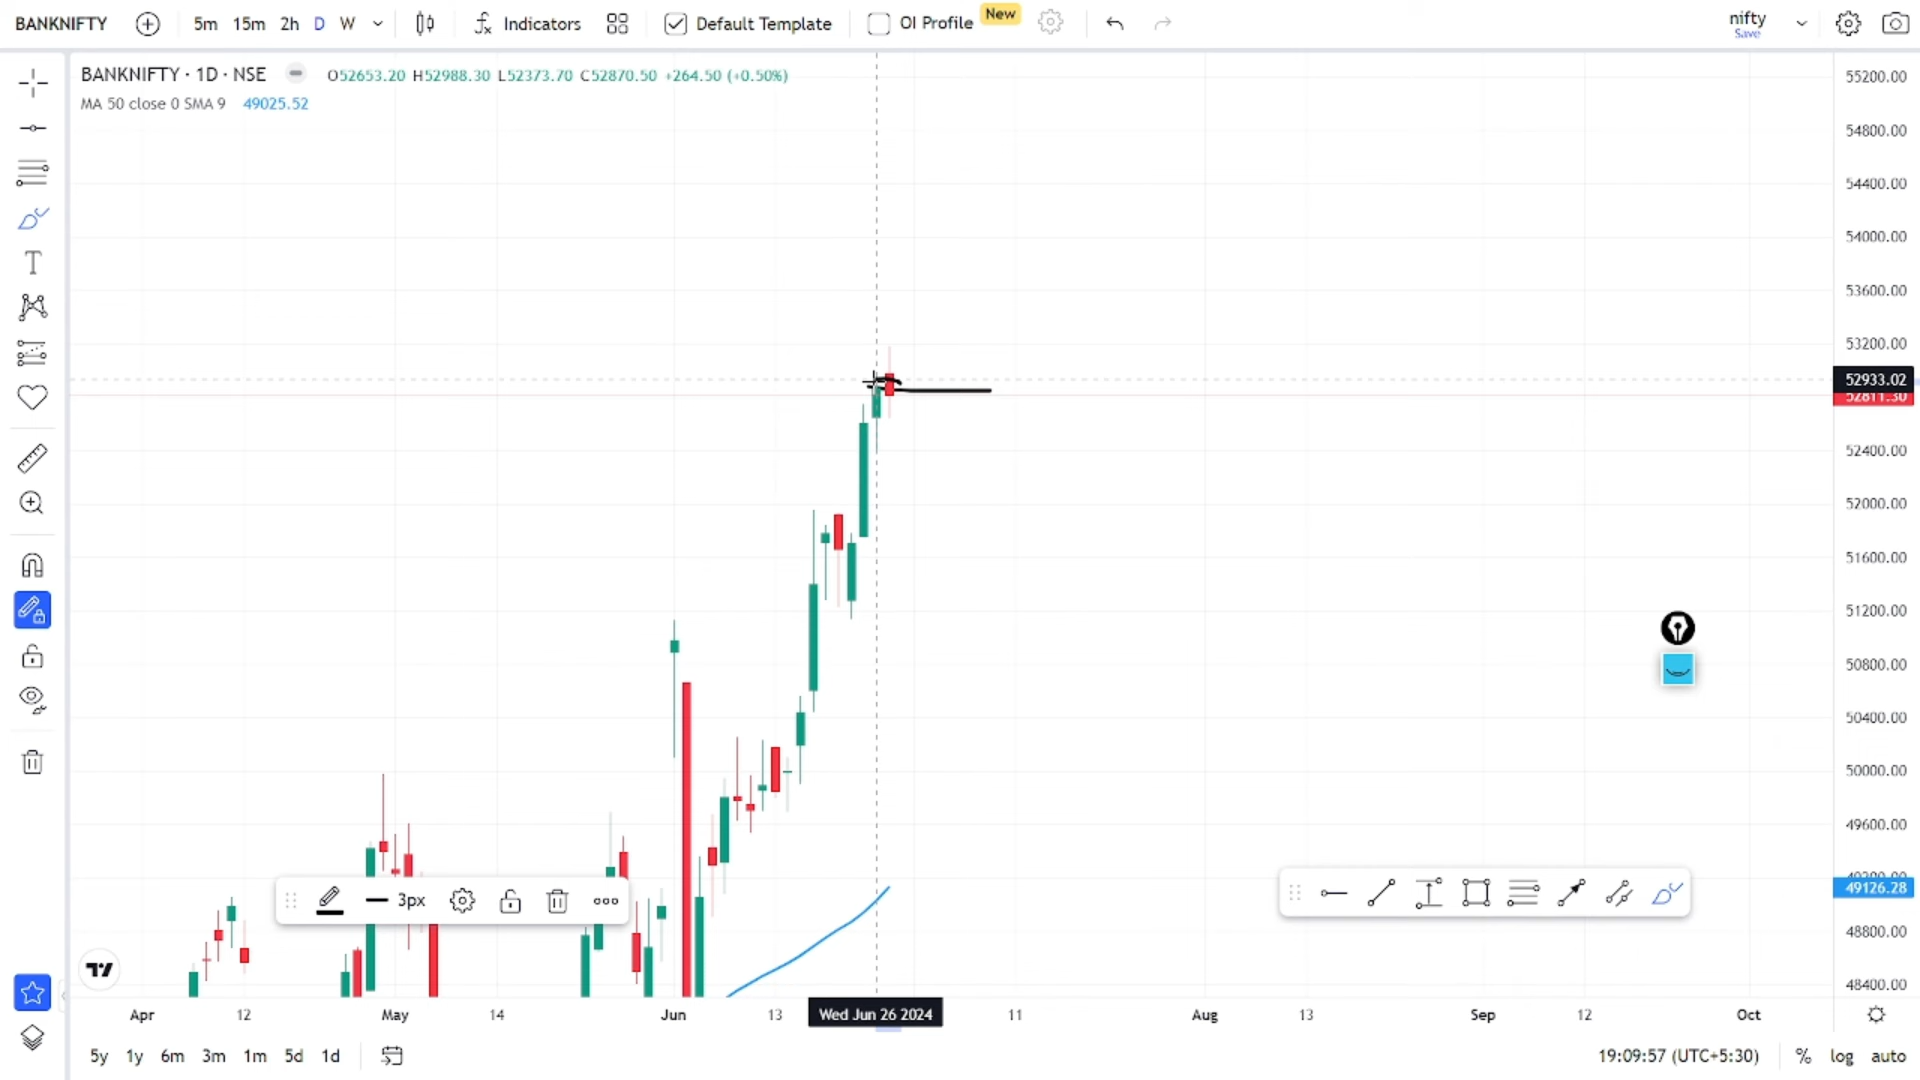 BANKNIFTY 5m 15m 2h D W Indicators Default Template OI Profile New nifty
Save
BANKNIFTY · 1D · NSE O52653.20 H52988.30 L52373.70 C52870.50 +264.50 (+0.50%)
MA 50 close 0 SMA 9 49025.52
55200.00
54800.00
54400.00
54000.00
53600.00
53200.00
52933.02
52811.30
52400.00
52000.00
51600.00
51200.00
50800.00
50400.00
50000.00
49600.00
49126.28
48800.00
48400.00
3px
Apr 12 May 14 Jun 13 Wed Jun 26 2024 11 Aug 13 Sep 12 Oct
5y 1y 6m 3m 1m 5d 1d 19:09:57 (UTC+5:30) % log auto